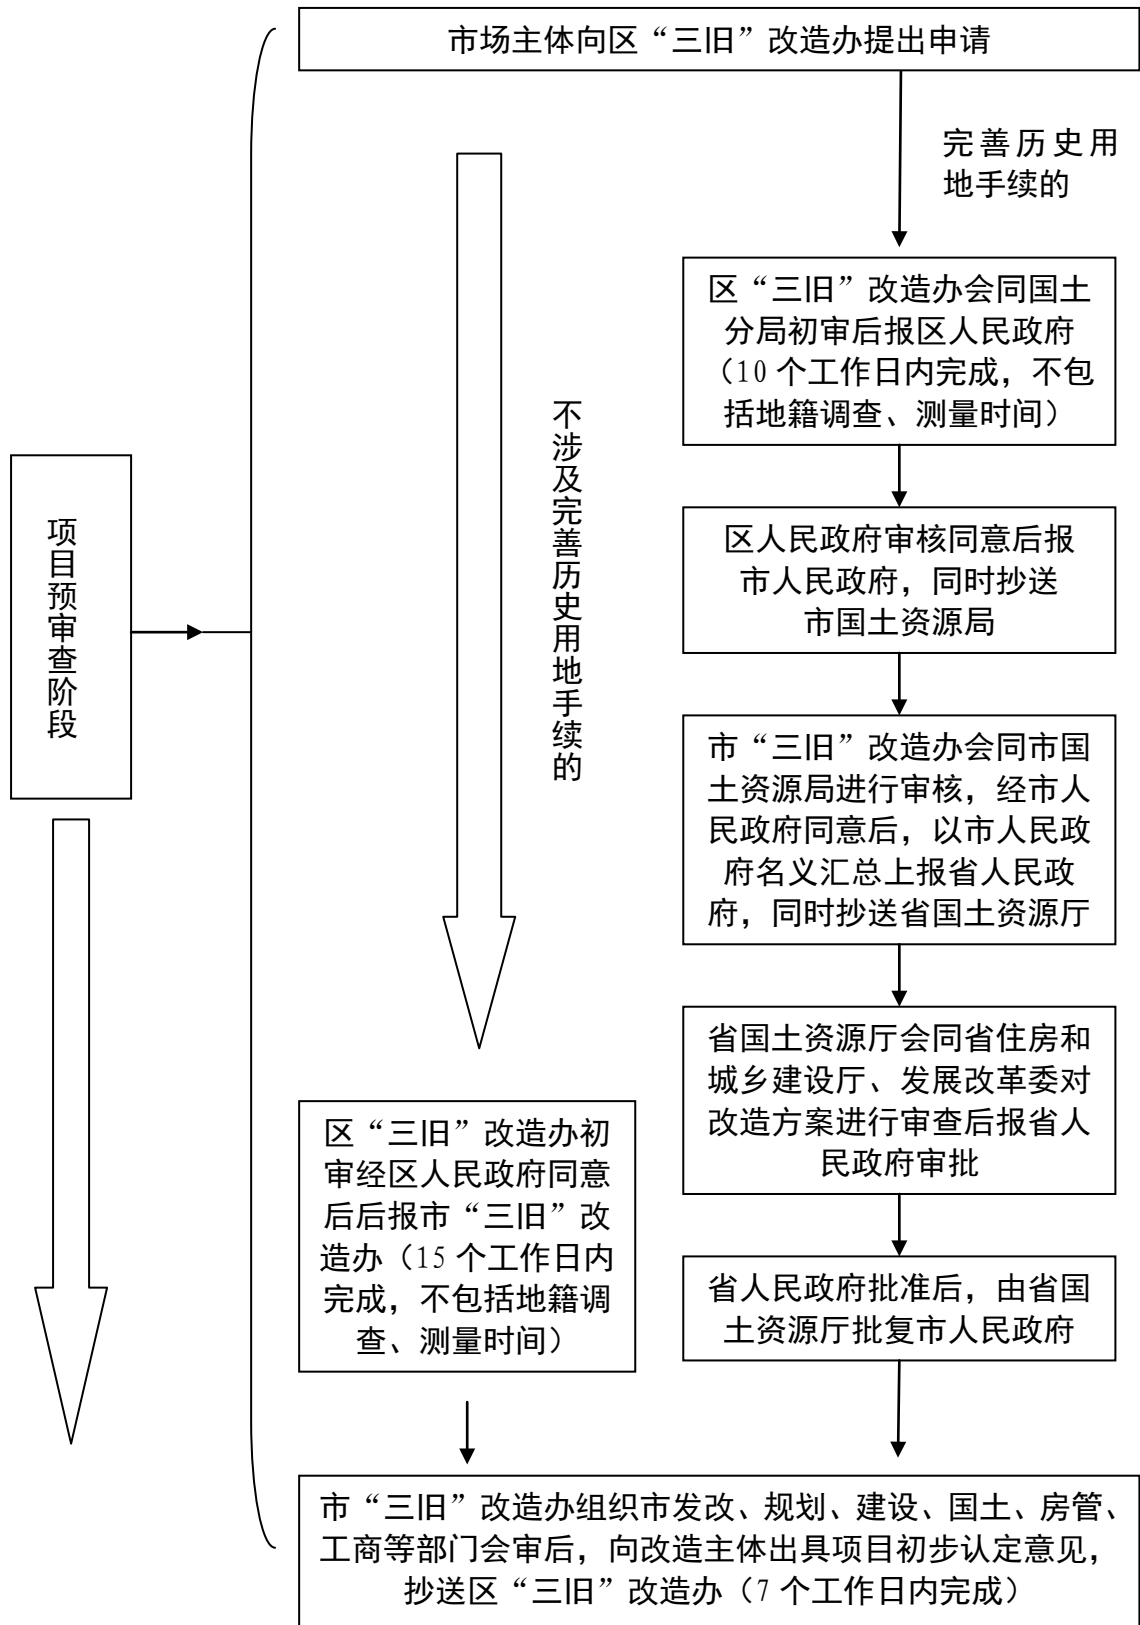 市场主体向区“三旧”改造办提出申请
完善历史用
地手续的
区“三旧”改造办会同国土
分局初审后报区人民政府
（10 个工作日内完成，不包
括地籍调查、测量时间）
不涉及完善历史用地手续的
项目预审查阶段
区人民政府审核同意后报
市人民政府，同时抄送
市国土资源局
市“三旧”改造办会同市国
土资源局进行审核，经市人
民政府同意后，以市人民政
府名义汇总上报省人民政
府，同时抄送省国土资源厅
省国土资源厅会同省住房和
城乡建设厅、发展改革委对
改造方案进行审查后报省人
民政府审批
区“三旧”改造办初
审经区人民政府同意
后后报市“三旧”改
造办（15 个工作日内
完成，不包括地籍调
查、测量时间）
省人民政府批准后，由省国
土资源厅批复市人民政府
市“三旧”改造办组织市发改、规划、建设、国土、房管、
工商等部门会审后，向改造主体出具项目初步认定意见，
抄送区“三旧”改造办（7 个工作日内完成）